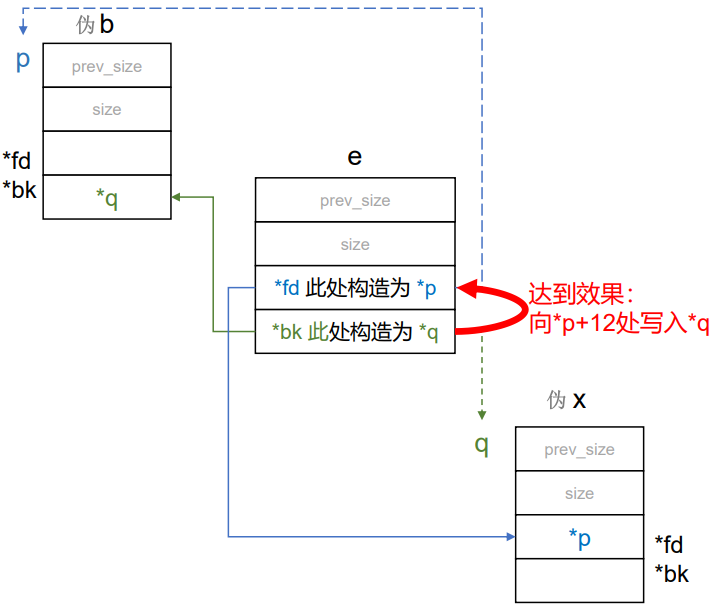 伪 b
p
prev_size
size
*fd
*bk
*q
e
prev_size
size
*fd 此处构造为 *p
*bk 此处构造为 *q
达到效果：
向*p+12处写入*q
伪 x
q
prev_size
size
*p
*fd
*bk